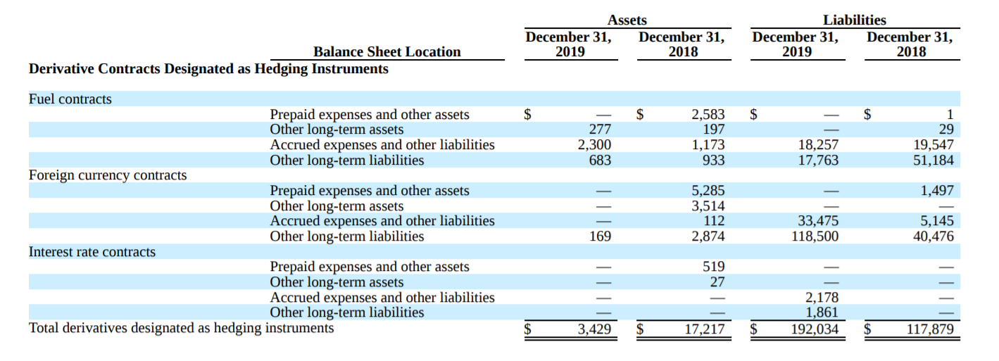 Assets Liabilities
December 31, December 31, December 31, December 31,
Balance Sheet Location 2019 2018 2019 2018
Derivative Contracts Designated as Hedging Instruments
Fuel contracts
Prepaid expenses and other assets $ — $ 2,583 $ — $ 1
Other long-term assets 277 197 — 29
Accrued expenses and other liabilities 2,300 1,173 18,257 19,547
Other long-term liabilities 683 933 17,763 51,184
Foreign currency contracts
Prepaid expenses and other assets — 5,285 — 1,497
Other long-term assets — 3,514 — —
Accrued expenses and other liabilities — 112 33,475 5,145
Other long-term liabilities 169 2,874 118,500 40,476
Interest rate contracts
Prepaid expenses and other assets — 519 — —
Other long-term assets — 27 — —
Accrued expenses and other liabilities — — 2,178 —
Other long-term liabilities — — 1,861 —
Total derivatives designated as hedging instruments $ 3,429 $ 17,217 $ 192,034 $ 117,879